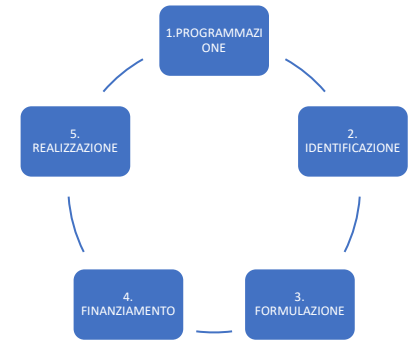 1.PROGRAMMAZI
ONE
2.
IDENTIFICAZIONE
3.
FORMULAZIONE
4.
FINANZIAMENTO
5.
REALIZZAZIONE